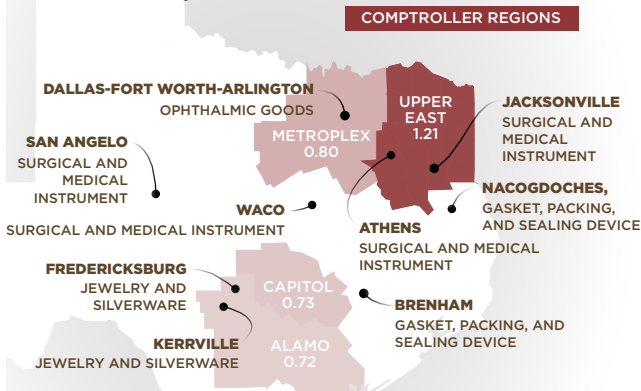 COMPTROLLER REGIONS
DALLAS-FORT WORTH-ARLINGTON
OPHTHALMIC GOODS
METROPLEX
0.80
UPPER
EAST
1.21
JACKSONVILLE
SURGICAL AND
MEDICAL
INSTRUMENT
SAN ANGELO
SURGICAL AND
MEDICAL
INSTRUMENT
NACOGDOCHES,
GASKET, PACKING,
AND SEALING DEVICE
WACO
SURGICAL AND MEDICAL INSTRUMENT
ATHENS
SURGICAL AND MEDICAL
INSTRUMENT
FREDERICKSBURG
JEWELRY AND
SILVERWARE
CAPITOL
0.73
BRENHAM
GASKET, PACKING, AND
SEALING DEVICE
KERRVILLE
JEWELRY AND SILVERWARE
ALAMO
0.72